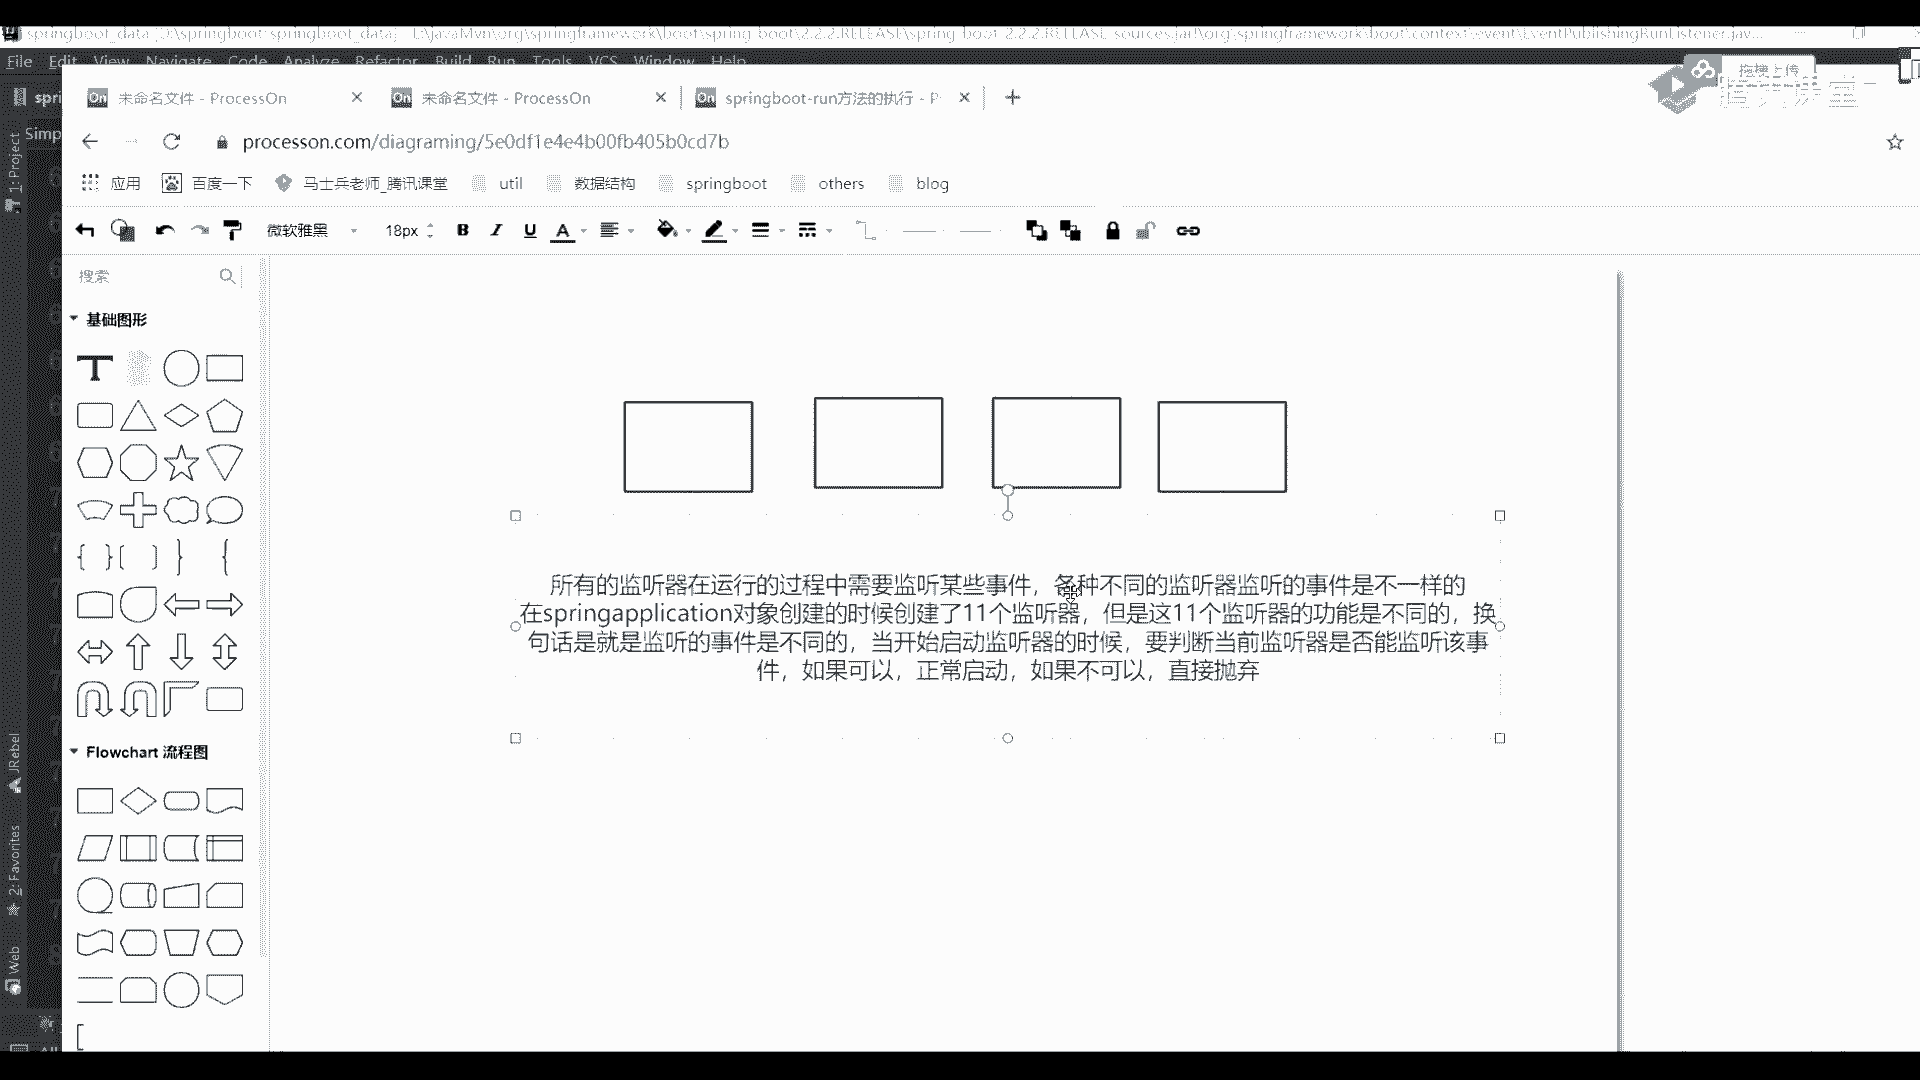 springboot_data [D:\springboot\springboot_data] - E:\javaMvn\org\springframework\boot\spring-boot\2.2.2.RELEASE\spring-boot-2.2.2.RELEASE-sources.jar!\org\springframework\boot\context\event\EventPublishingRunListener.jav...
File Edit View Navigate Code Analyze Refactor Build Run Tools VCS Window Help
spri
未命名文件 - ProcessOn
未命名文件 - ProcessOn
springboot-run方法的执行 - P
拖拽上传
腾讯课堂
Simp
1: Project
processon.com/diagraming/5e0df1e4e4b00fb405b0cd7b
应用 百度一下 马士兵老师_腾讯课堂 util 数据结构 springboot others blog
微软雅黑 18px B I U A
搜索
基础图形
T
所有的监听器在运行的过程中需要监听某些事件，各种不同的监听器监听的事件是不一样的
在springapplication对象创建的时候创建了11个监听器，但是这11个监听器的功能是不同的，换
句话是就是监听的事件是不同的，当开始启动监听器的时候，要判断当前监听器是否能监听该事
件，如果可以，正常启动，如果不可以，直接抛弃
Flowchart 流程图
JRebel
2: Favorites
Web